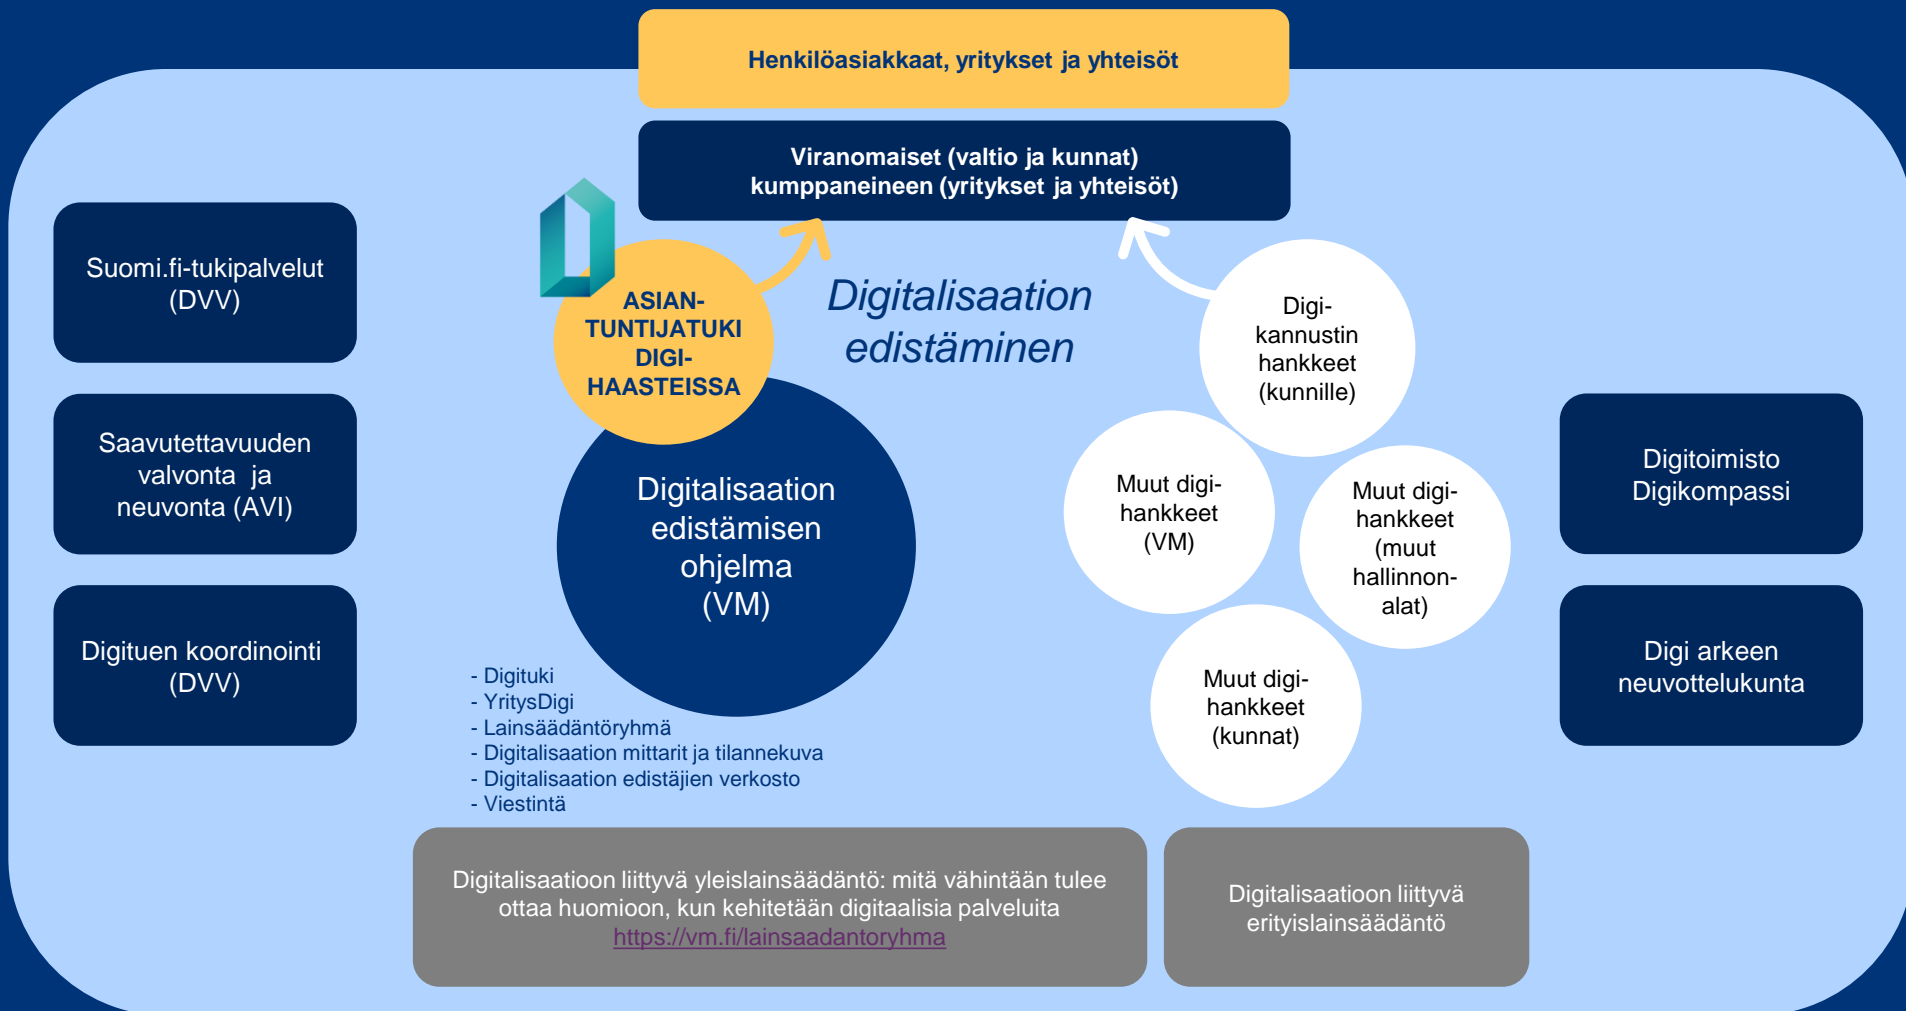 Henkilöasiakkaat, yritykset ja yhteisöt
Viranomaiset (valtio ja kunnat)
kumppaneineen (yritykset ja yhteisöt)
Suomi.fi-tukipalvelut
(DVV)
Saavutettavuuden
valvonta ja
neuvonta (AVI)
Digituen koordinointi
(DVV)
ASIAN-
TUNTIJATUKI
DIGI-
HAASTEISSA
Digitalisaation
edistäminen
Digitalisaation
edistämisen
ohjelma
(VM)
- Digituki
- YritysDigi
- Lainsäädäntöryhmä
- Digitalisaation mittarit ja tilannekuva
- Digitalisaation edistäjien verkosto
- Viestintä
Digi-
kannustin
hankkeet
(kunnille)
Muut digi-
hankkeet
(VM)
Muut digi-
hankkeet
(muut
hallinnon-
alat)
Muut digi-
hankkeet
(kunnat)
Digitoimisto
Digikompassi
Digi arkeen
neuvottelukunta
Digitalisaatioon liittyvä yleislainsäädäntö: mitä vähintään tulee
ottaa huomioon, kun kehitetään digitaalisia palveluita
https://vm.fi/lainsaadantoryhma
Digitalisaatioon liittyvä
erityislainsäädäntö